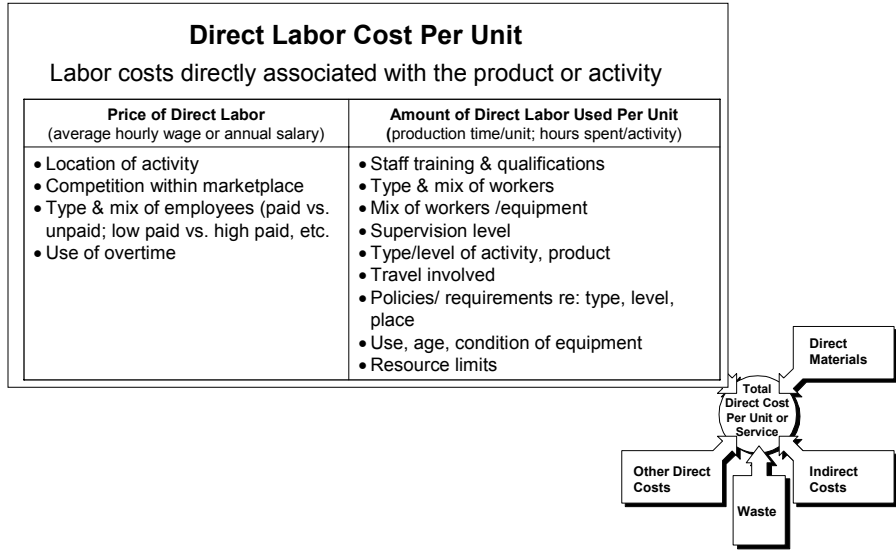 Direct Labor Cost Per Unit
Labor costs directly associated with the product or activity
Price of Direct Labor
(average hourly wage or annual salary)
• Location of activity
• Competition within marketplace
• Type & mix of employees (paid vs.
unpaid; low paid vs. high paid, etc.
• Use of overtime
Amount of Direct Labor Used Per Unit
(production time/unit; hours spent/activity)
• Staff training & qualifications
• Type & mix of workers
• Mix of workers /equipment
• Supervision level
• Type/level of activity, product
• Travel involved
• Policies/ requirements re: type, level,
place
• Use, age, condition of equipment
• Resource limits
Direct
Materials
Total
Direct Cost
Per Unit or
Service
Other Direct
Costs
Waste
Indirect
Costs